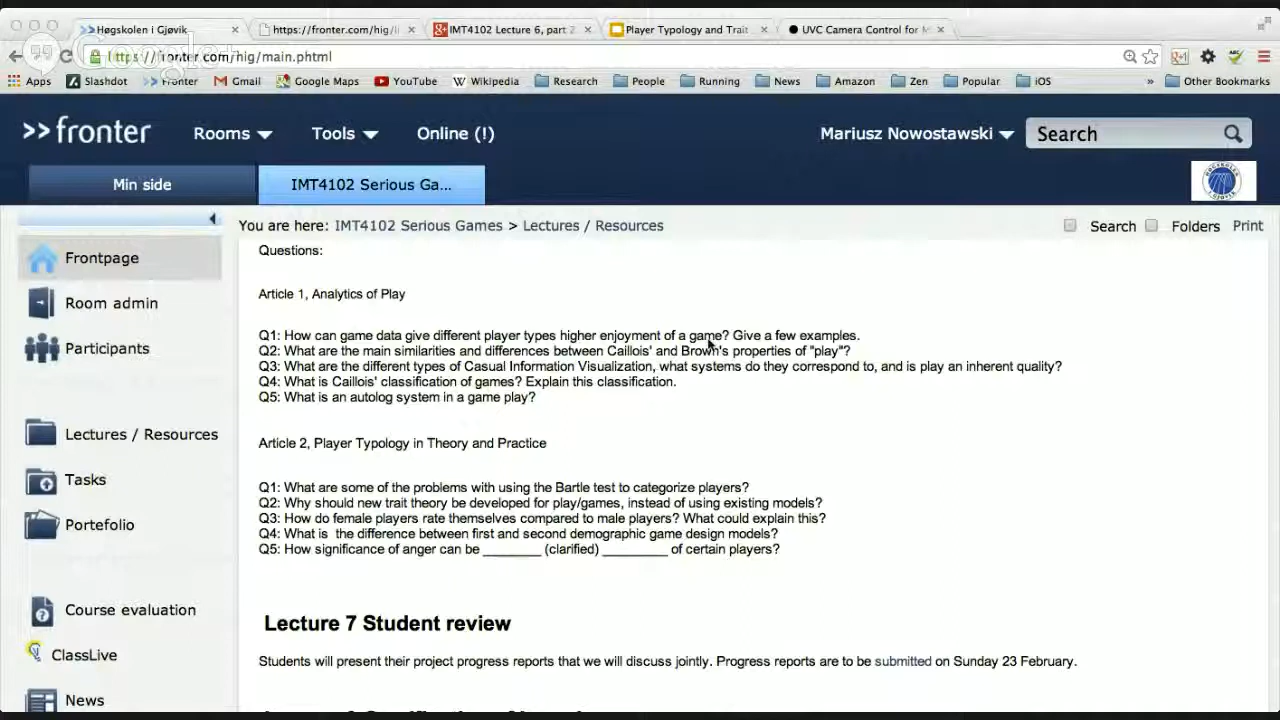 Høgskolen i Gjøvik
https://fronter.com/hig/li
IMT4102 Lecture 6, part 2
Player Typology and Trait
UVC Camera Control for M
Google+
https://fronter.com/hig/main.phtml
Apps
Slashdot
Fronter
Gmail
Google Maps
YouTube
Wikipedia
Research
People
Running
News
Amazon
Zen
Popular
iOS
»
Other Bookmarks
>>fronter
Rooms
Tools
Online (!)
Mariusz Nowostawski
Search
Min side
IMT4102 Serious Ga...
You are here: IMT4102 Serious Games > Lectures / Resources
Search
Folders
Print
Frontpage
Room admin
Participants
Lectures / Resources
Tasks
Portefolio
Course evaluation
ClassLive
News
Questions:
Article 1, Analytics of Play
Q1: How can game data give different player types higher enjoyment of a game? Give a few examples.
Q2: What are the main similarities and differences between Caillois' and Brown's properties of "play"?
Q3: What are the different types of Casual Information Visualization, what systems do they correspond to, and is play an inherent quality?
Q4: What is Caillois' classification of games? Explain this classification.
Q5: What is an autolog system in a game play?
Article 2, Player Typology in Theory and Practice
Q1: What are some of the problems with using the Bartle test to categorize players?
Q2: Why should new trait theory be developed for play/games, instead of using existing models?
Q3: How do female players rate themselves compared to male players? What could explain this?
Q4: What is  the difference between first and second demographic game design models?
Q5: How significance of anger can be ________ (clarified) _________ of certain players?
Lecture 7 Student review
Students will present their project progress reports that we will discuss jointly. Progress reports are to be submitted on Sunday 23 February.